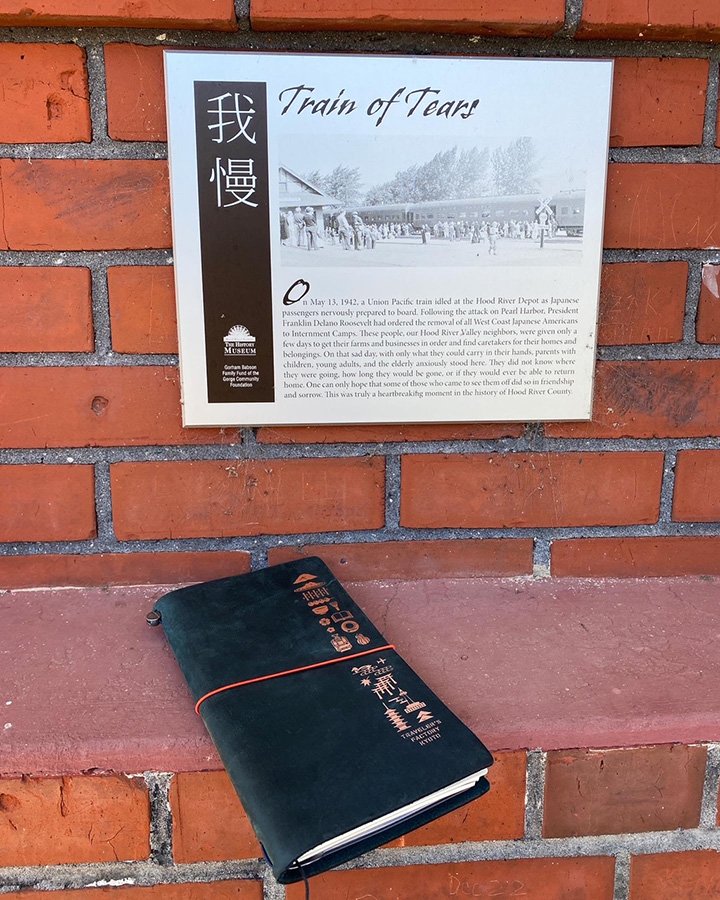 Train of Tears
我
慢
On May 13, 1942, a Union Pacific train idled at the Hood River Depot as Japanese
passengers nervously prepared to board. Following the attack on Pearl Harbor, President
Franklin Delano Roosevelt had ordered the removal of all West Coast Japanese Americans
to Internment Camps. These people, our Hood River Valley neighbors, were given only a
few days to get their farms and businesses in order and find caretakers for their homes and
belongings. On that sad day, with only what they could carry in their hands, parents with
children, young adults, and the elderly anxiously stood here. They did not know where
they were going, how long they would be gone, or if they would ever be able to return
home. One can only hope that some of those who came to see them off did so in friendship
and sorrow. This was truly a heartbreaking moment in the history of Hood River County.
The History
Museum
Gorham Babson
Family Fund of the
Gorge Community
Foundation
TRAVELER'S
FACTORY
KYOTO